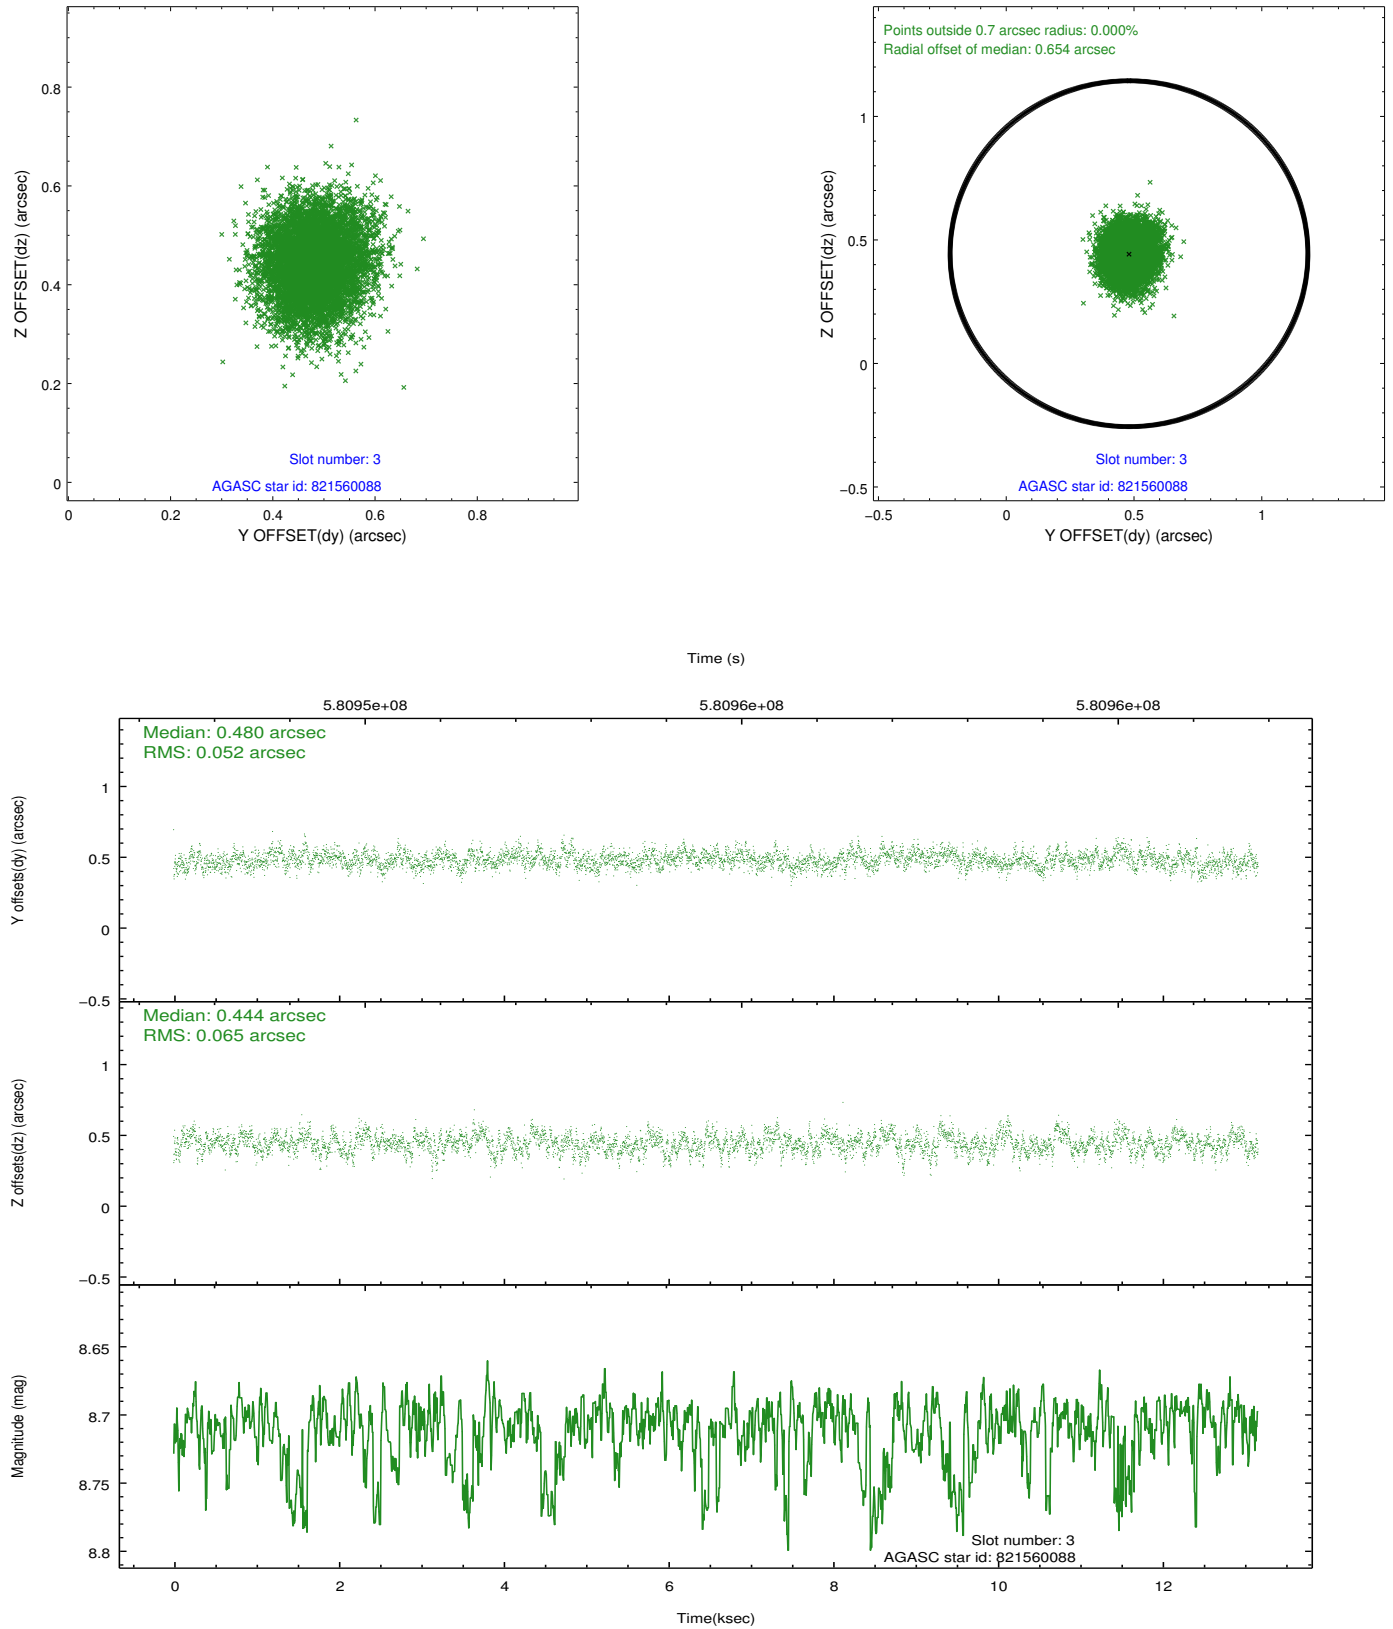 0.8
0.6
0.4
0.2
0
Z OFFSET(dz) (arcsec)
Slot number: 3
AGASC star id: 821560088
0 0.2 0.4 0.6 0.8
Y OFFSET(dy) (arcsec)
Points outside 0.7 arcsec radius: 0.000%
Radial offset of median: 0.654 arcsec
1
0.5
0
−0.5
Z OFFSET(dz) (arcsec)
Slot number: 3
AGASC star id: 821560088
−0.5 0 0.5 1
Y OFFSET(dy) (arcsec)
Time (s)
5.8095e+08 5.8096e+08 5.8096e+08
Median: 0.480 arcsec
RMS: 0.052 arcsec
1
0.5
0
−0.5
Y offsets(dy) (arcsec)
Median: 0.444 arcsec
RMS: 0.065 arcsec
1
0.5
0
−0.5
Z offsets(dz) (arcsec)
8.65
8.7
8.75
8.8
Magnitude (mag)
Slot number: 3
AGASC star id: 821560088
0 2 4 6 8 10 12
Time(ksec)